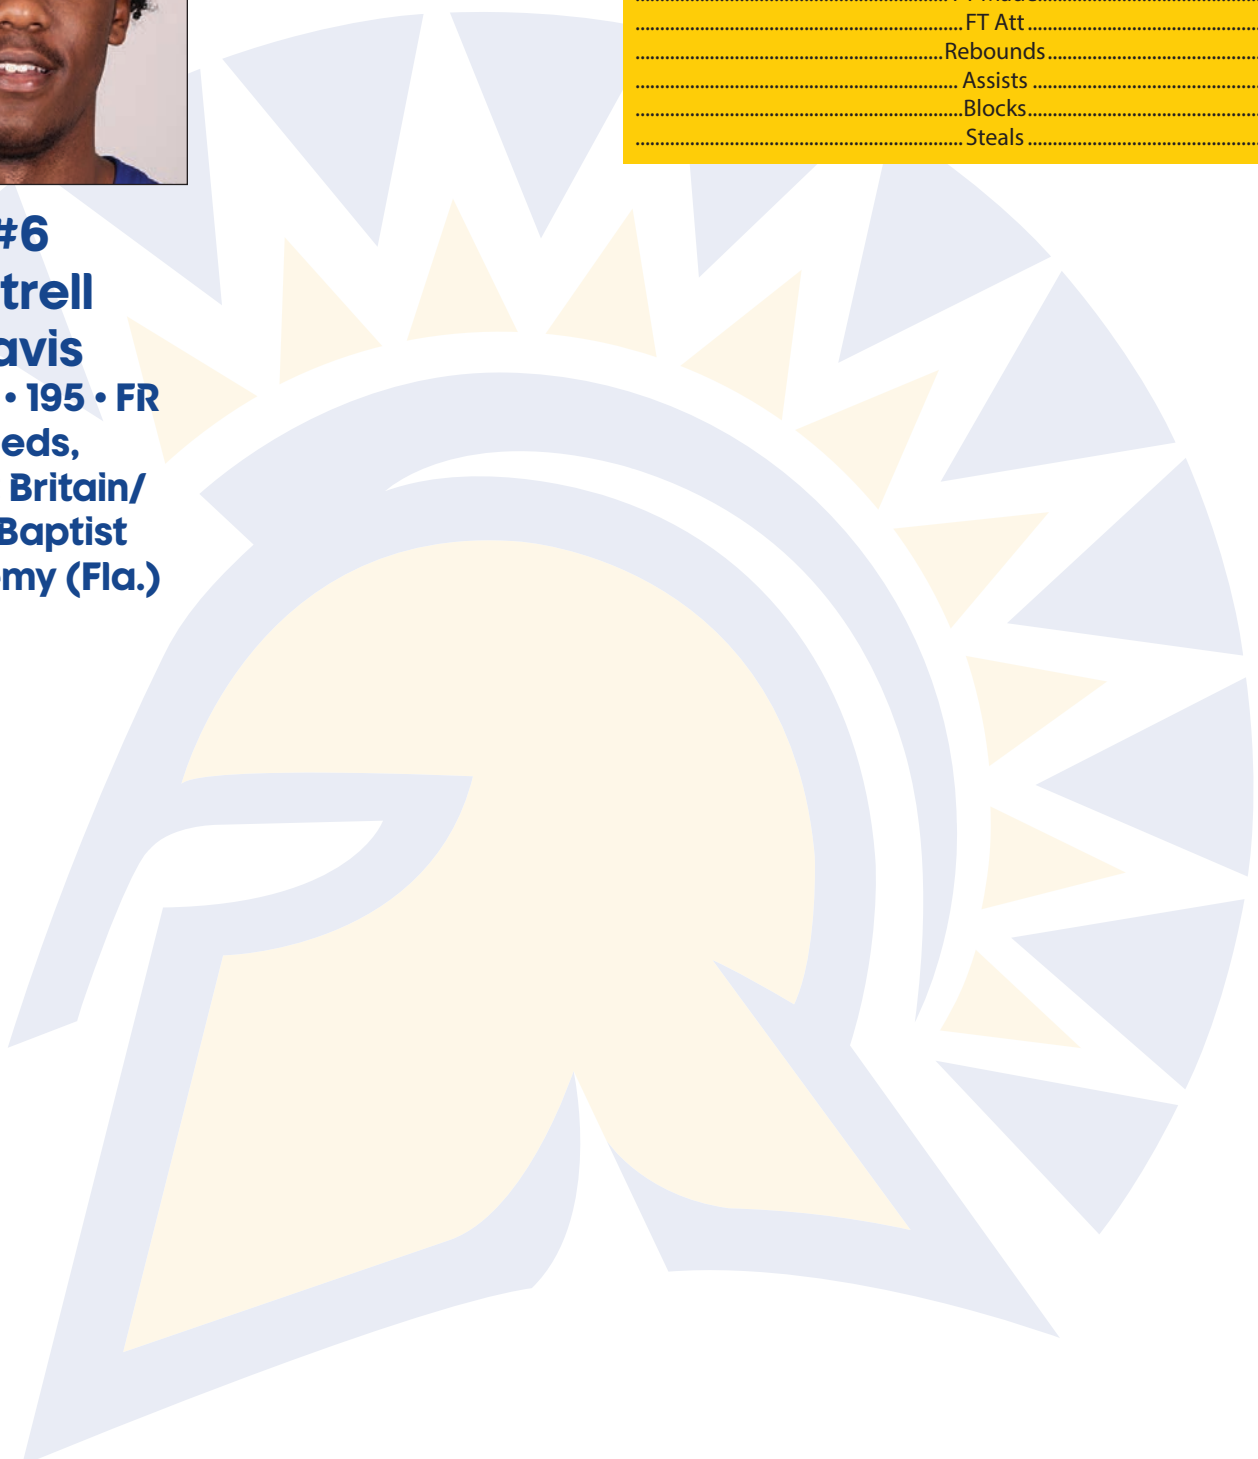 FT Att
Rebounds
Assists
Blocks
Steals
#6
trell
avis
• 195 • FR
eds,
Britain/
Baptist
my (Fla.)